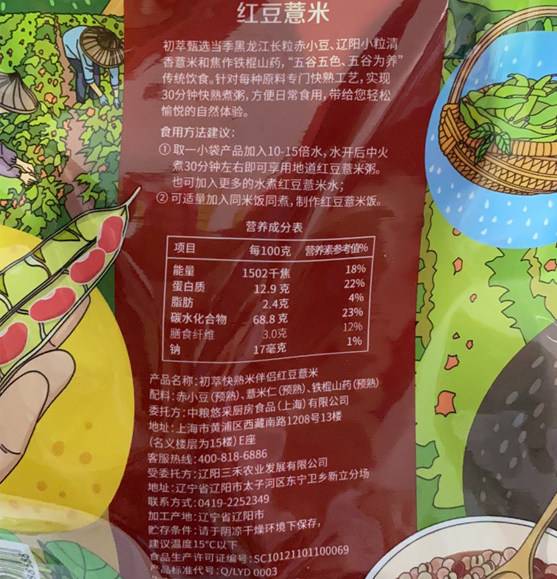 红豆薏米
初萃甄选当季黑龙江长粒赤小豆、辽阳小粒清
香薏米和焦作铁棍山药，“五谷五色、五谷为养”
传统饮食。针对每种原料专门快熟工艺，实现
30分钟快熟煮粥，方便日常食用，带给您轻松
愉悦的自然体验。
食用方法建议：
①取一小袋产品加入10-15倍水，水开后中火
煮30分钟左右即可享用地道红豆薏米粥。
也可加入更多的水煮红豆薏米水；
②可适量加入同米饭同煮，制作红豆薏米饭。
营养成分表
项目 每100克 营养素参考值%
能量 1502千焦 18%
蛋白质 12.9克 22%
脂肪 2.4克 4%
碳水化合物 68.8克 23%
膳食纤维 3.0克 12%
钠 17毫克 1%
产品名称：初萃快熟米伴侣红豆薏米
配料：赤小豆（预熟）、薏米仁（预熟）、铁棍山药（预熟）
委托方：中粮悠采厨房食品（上海）有限公司
地址：上海市黄浦区西藏南路1208号13楼
（名义楼层为15楼）E座
客服热线：400-818-6886
受委托方：辽阳三禾农业发展有限公司
地址：辽宁省辽阳市太子河区东宁卫乡新立分场
联系方式：0419-2252349
加工产地：辽宁省辽阳市
贮存条件：请于阴凉干燥环境下保存，
建议温度15℃以下
食品生产许可证编号：SC10121101100069
产品标准代号：Q/LYD 0003